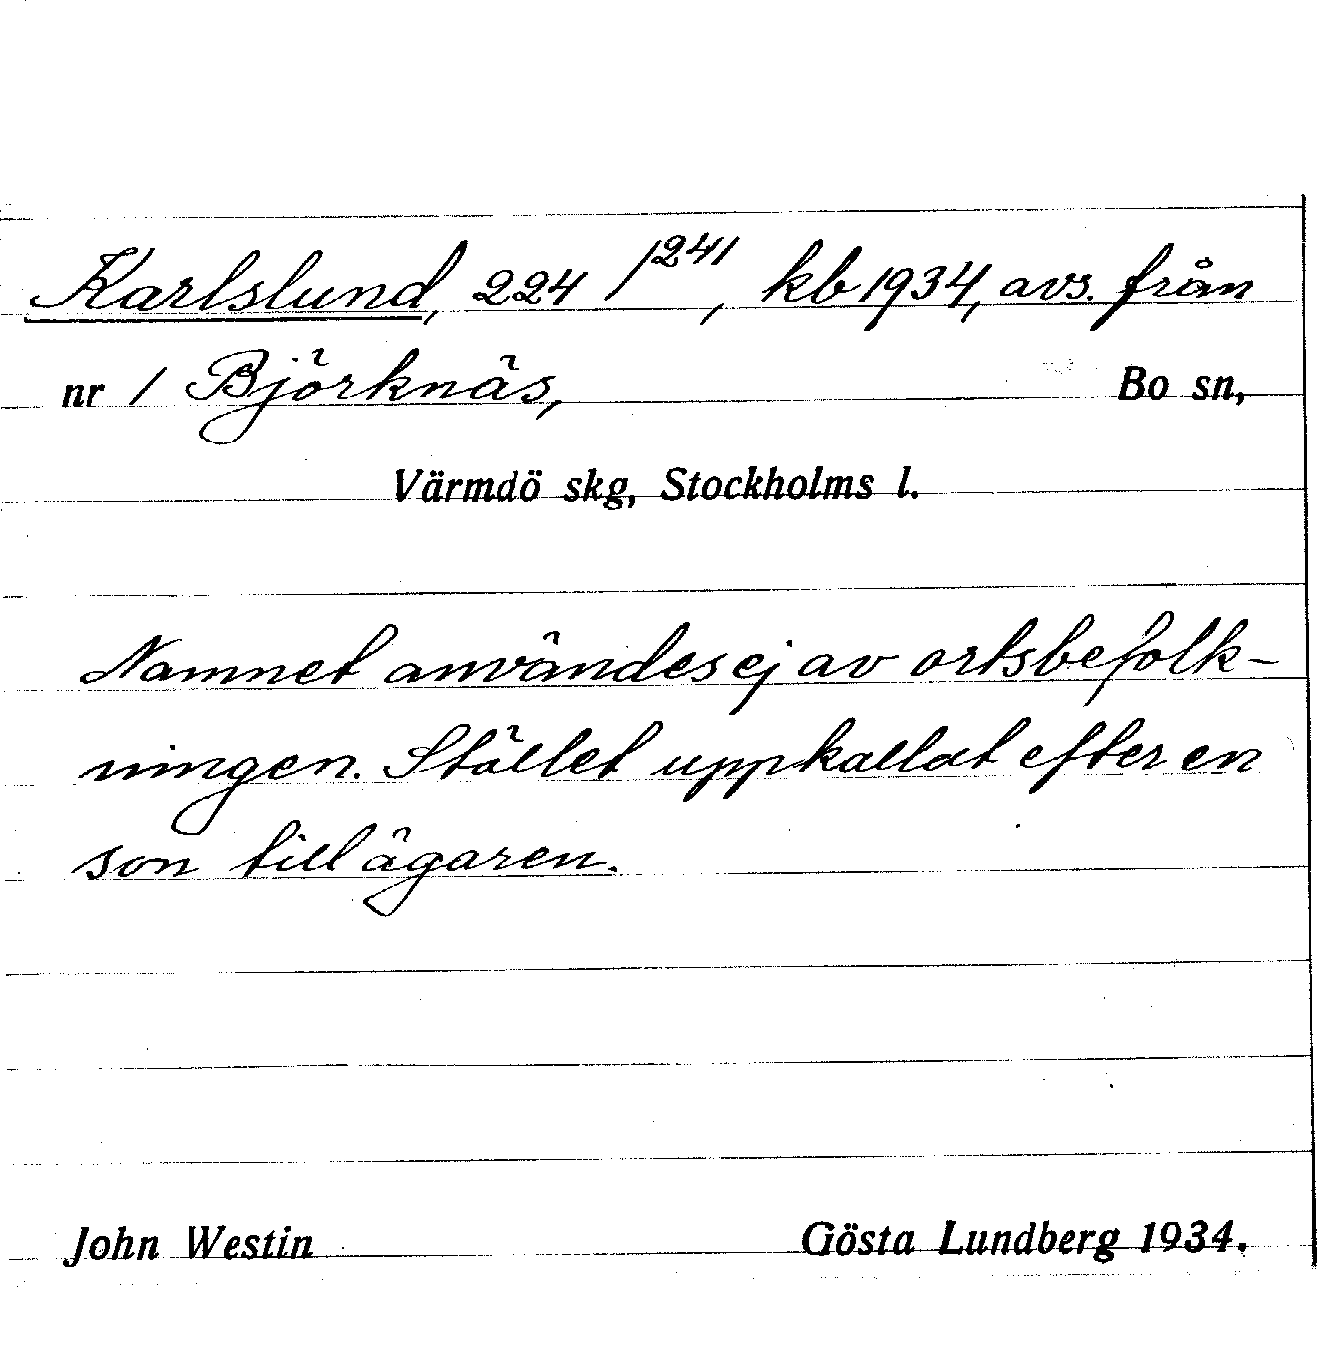 Karlslund, 224 /241, kb 1934, avs. från
nr 1 Björknäs, Bo sn,
Värmdö skg, Stockholms l.
Namnet användes ej av ortsbefolk-
ningen. Stället uppkallat efter en
son till ägaren.
John Westin Gösta Lundberg 1934.